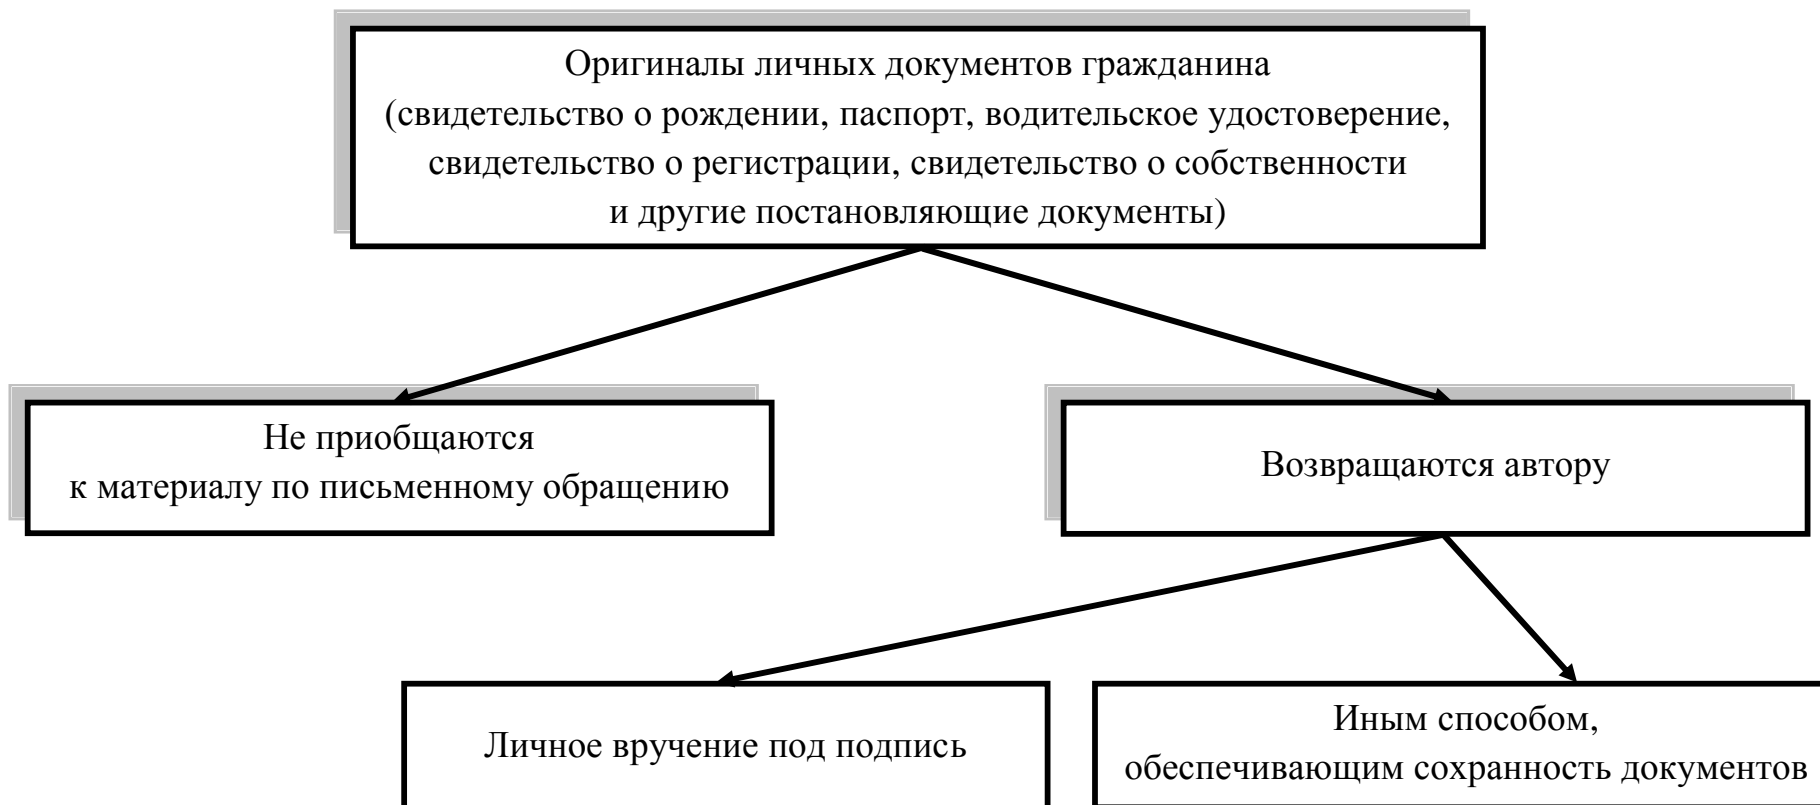 Оригиналы личных документов гражданина
(свидетельство о рождении, паспорт, водительское удостоверение,
свидетельство о регистрации, свидетельство о собственности
и другие постановляющие документы)
Не приобщаются
к материалу по письменному обращению
Возвращаются автору
Личное вручение под подпись
Иным способом,
обеспечивающим сохранность документов